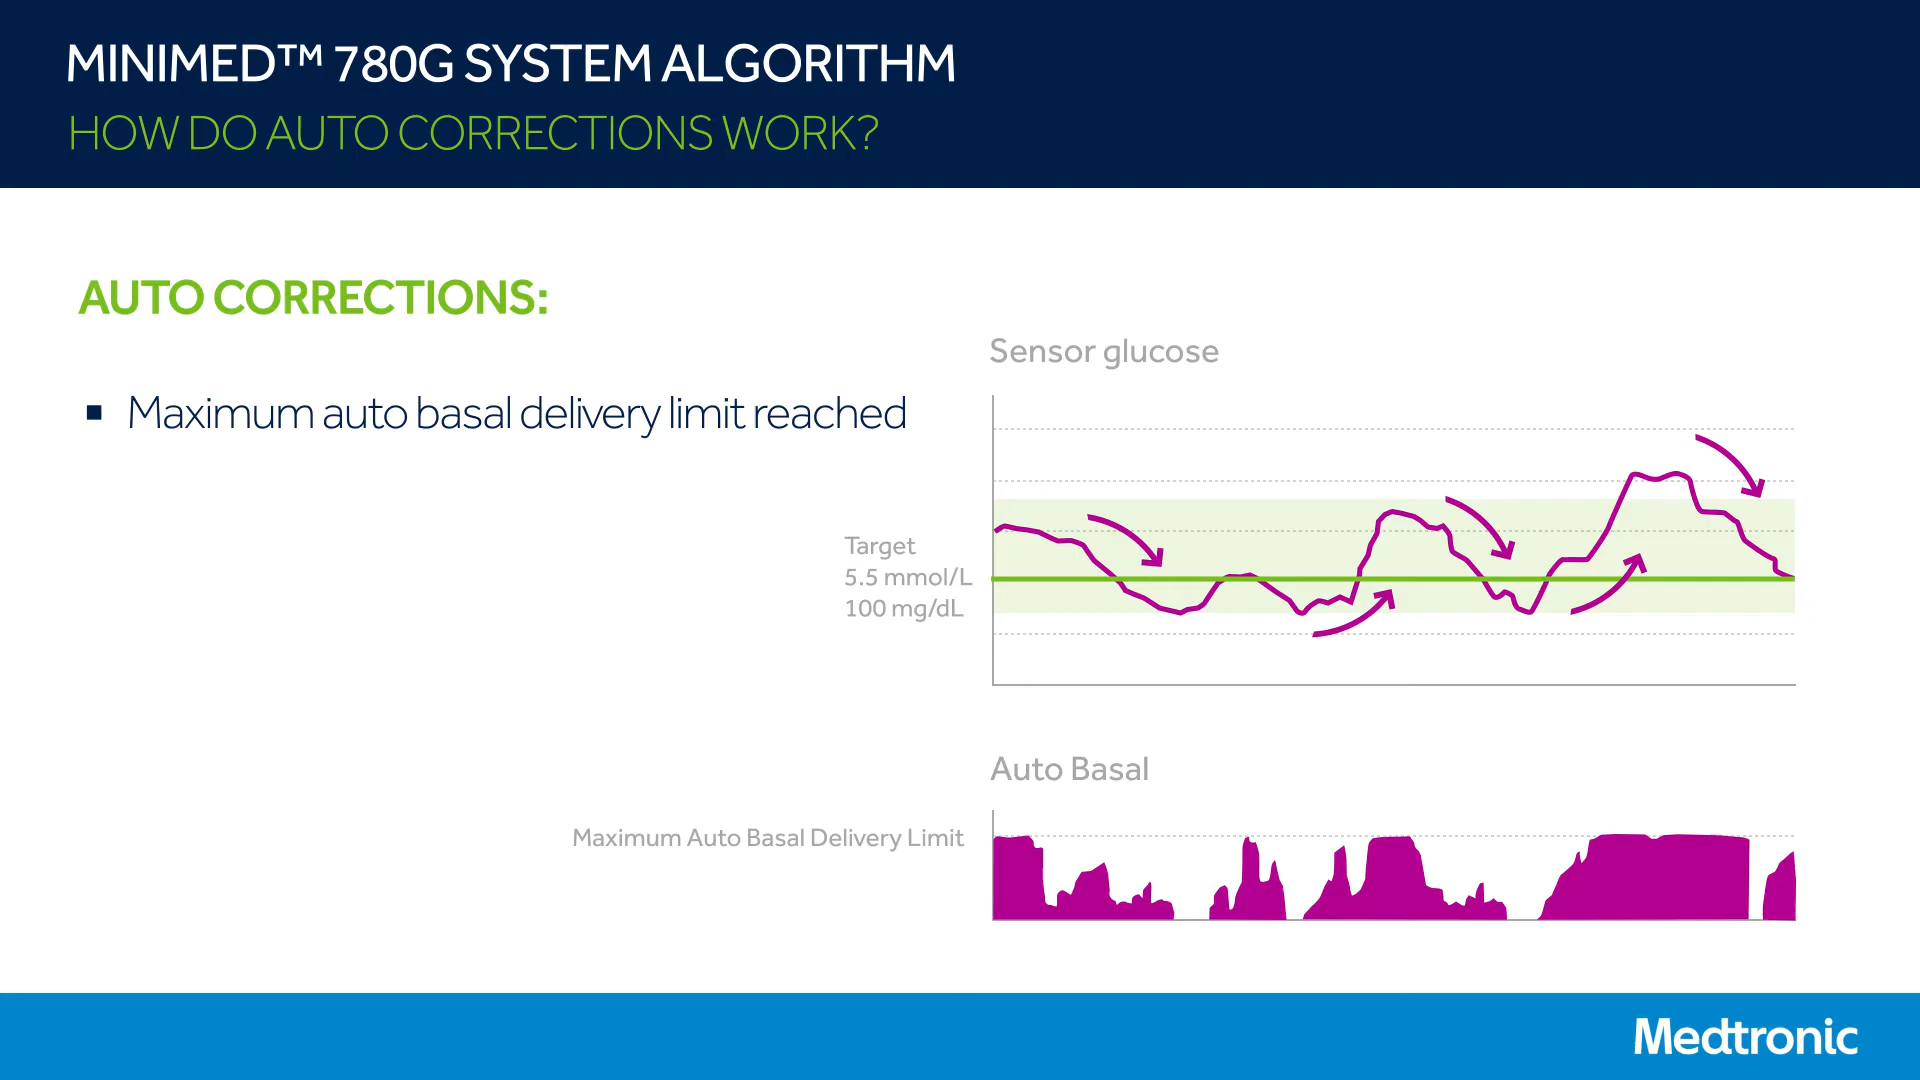 MINIMED™ 780G SYSTEM ALGORITHM
HOW DO AUTO CORRECTIONS WORK?
AUTO CORRECTIONS:
▪ Maximum auto basal delivery limit reached
Sensor glucose
Target
5.5 mmol/L
100 mg/dL
Auto Basal
Maximum Auto Basal Delivery Limit
Medtronic